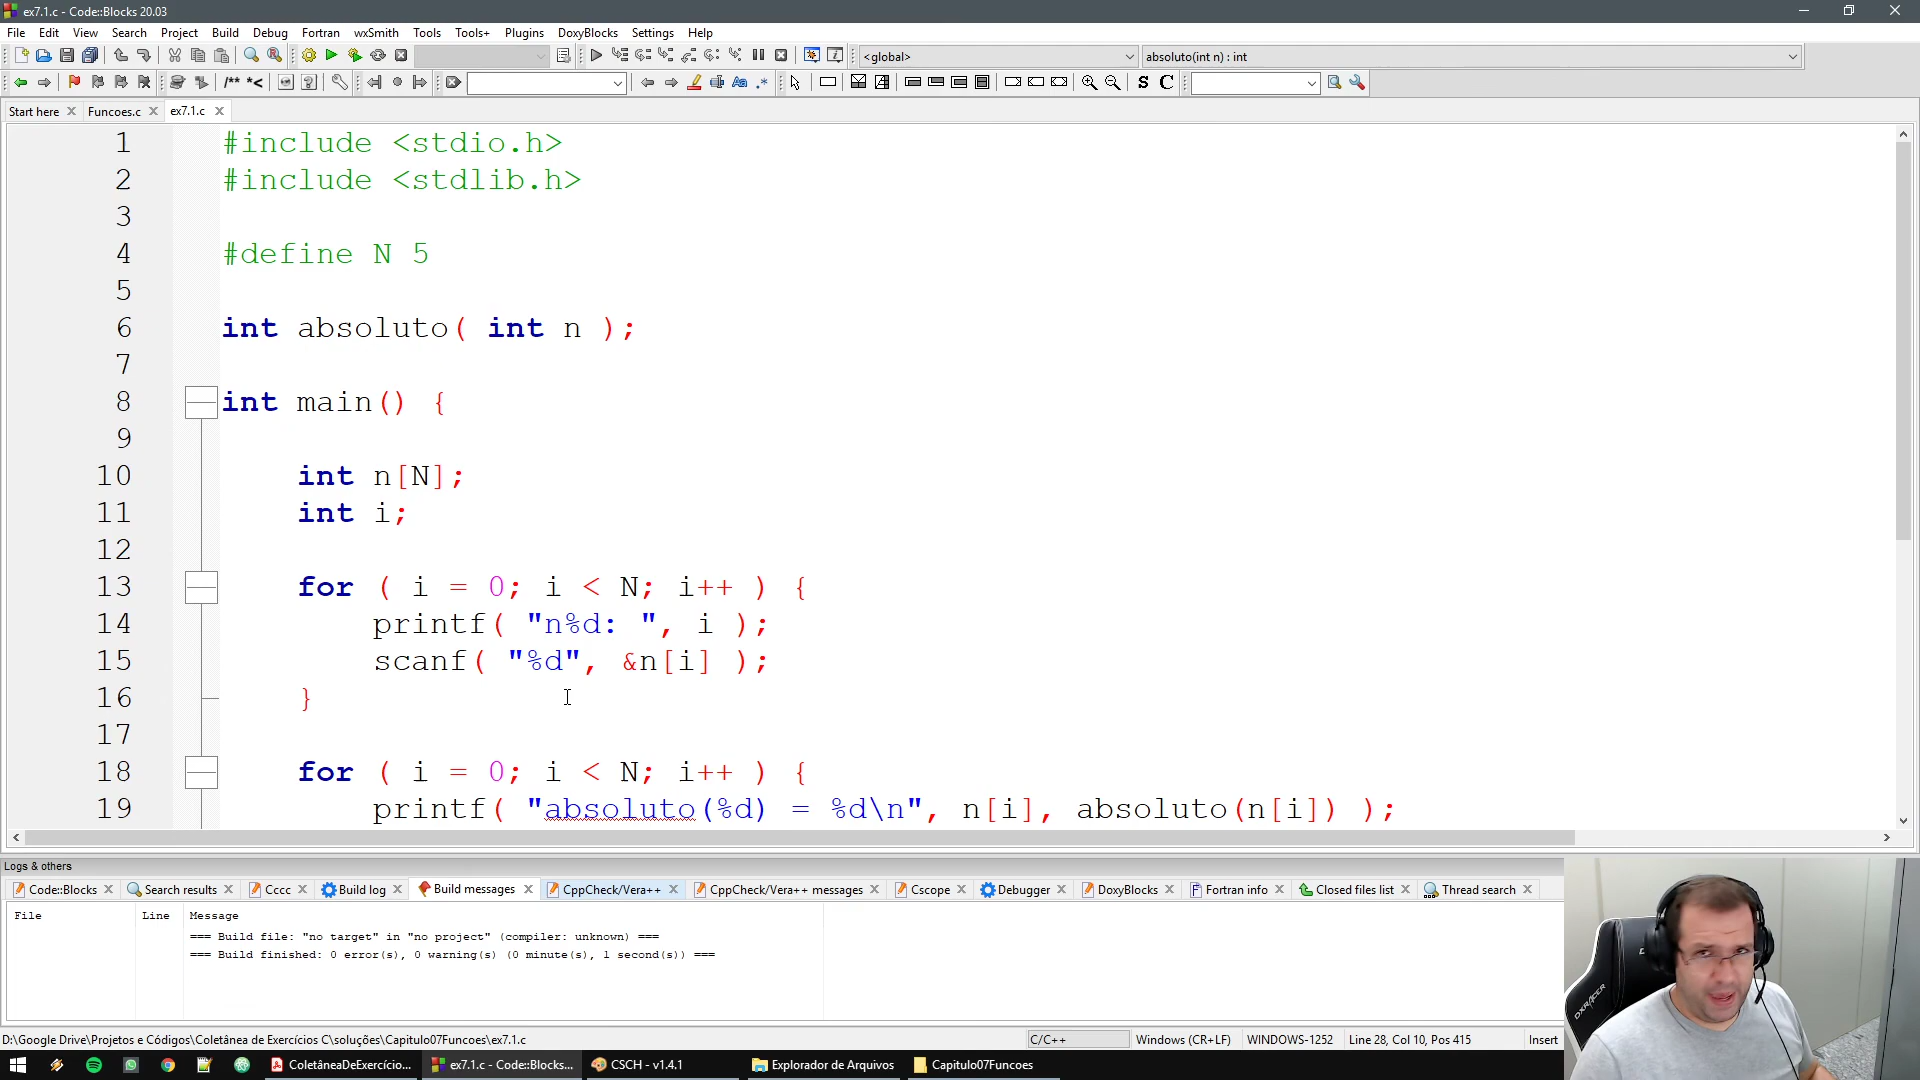 ex7.1.c - Code::Blocks 20.03
File Edit View Search Project Build Debug Fortran wxSmith Tools Tools+ Plugins DoxyBlocks Settings Help
<global> absoluto(int n) : int
/** *< Aa .* S C
Start here Funcoes.c ex7.1.c
1 #include <stdio.h>
2 #include <stdlib.h>
3
4 #define N 5
5
6 int absoluto( int n );
7
8 int main() {
9
10 int n[N];
11 int i;
12
13 for ( i = 0; i < N; i++ ) {
14 printf( "n%d: ", i );
15 scanf( "%d", &n[i] );
16 }
17
18 for ( i = 0; i < N; i++ ) {
19 printf( "absoluto(%d) = %d\n", n[i], absoluto(n[i]) );
Logs & others
Code::Blocks Search results Cccc Build log Build messages CppCheck/Vera++ CppCheck/Vera++ messages Cscope Debugger DoxyBlocks Fortran info Closed files list Thread search
File Line Message
=== Build file: "no target" in "no project" (compiler: unknown) ===
=== Build finished: 0 error(s), 0 warning(s) (0 minute(s), 1 second(s)) ===
DXRACER
D:\Google Drive\Projetos e Códigos\Coletânea de Exercícios C\soluções\Capitulo07Funcoes\ex7.1.c C/C++ Windows (CR+LF) WINDOWS-1252 Line 28, Col 10, Pos 415 Insert
ColetâneaDeExercício... ex7.1.c - Code::Blocks... CSCH - v1.4.1 Explorador de Arquivos Capitulo07Funcoes